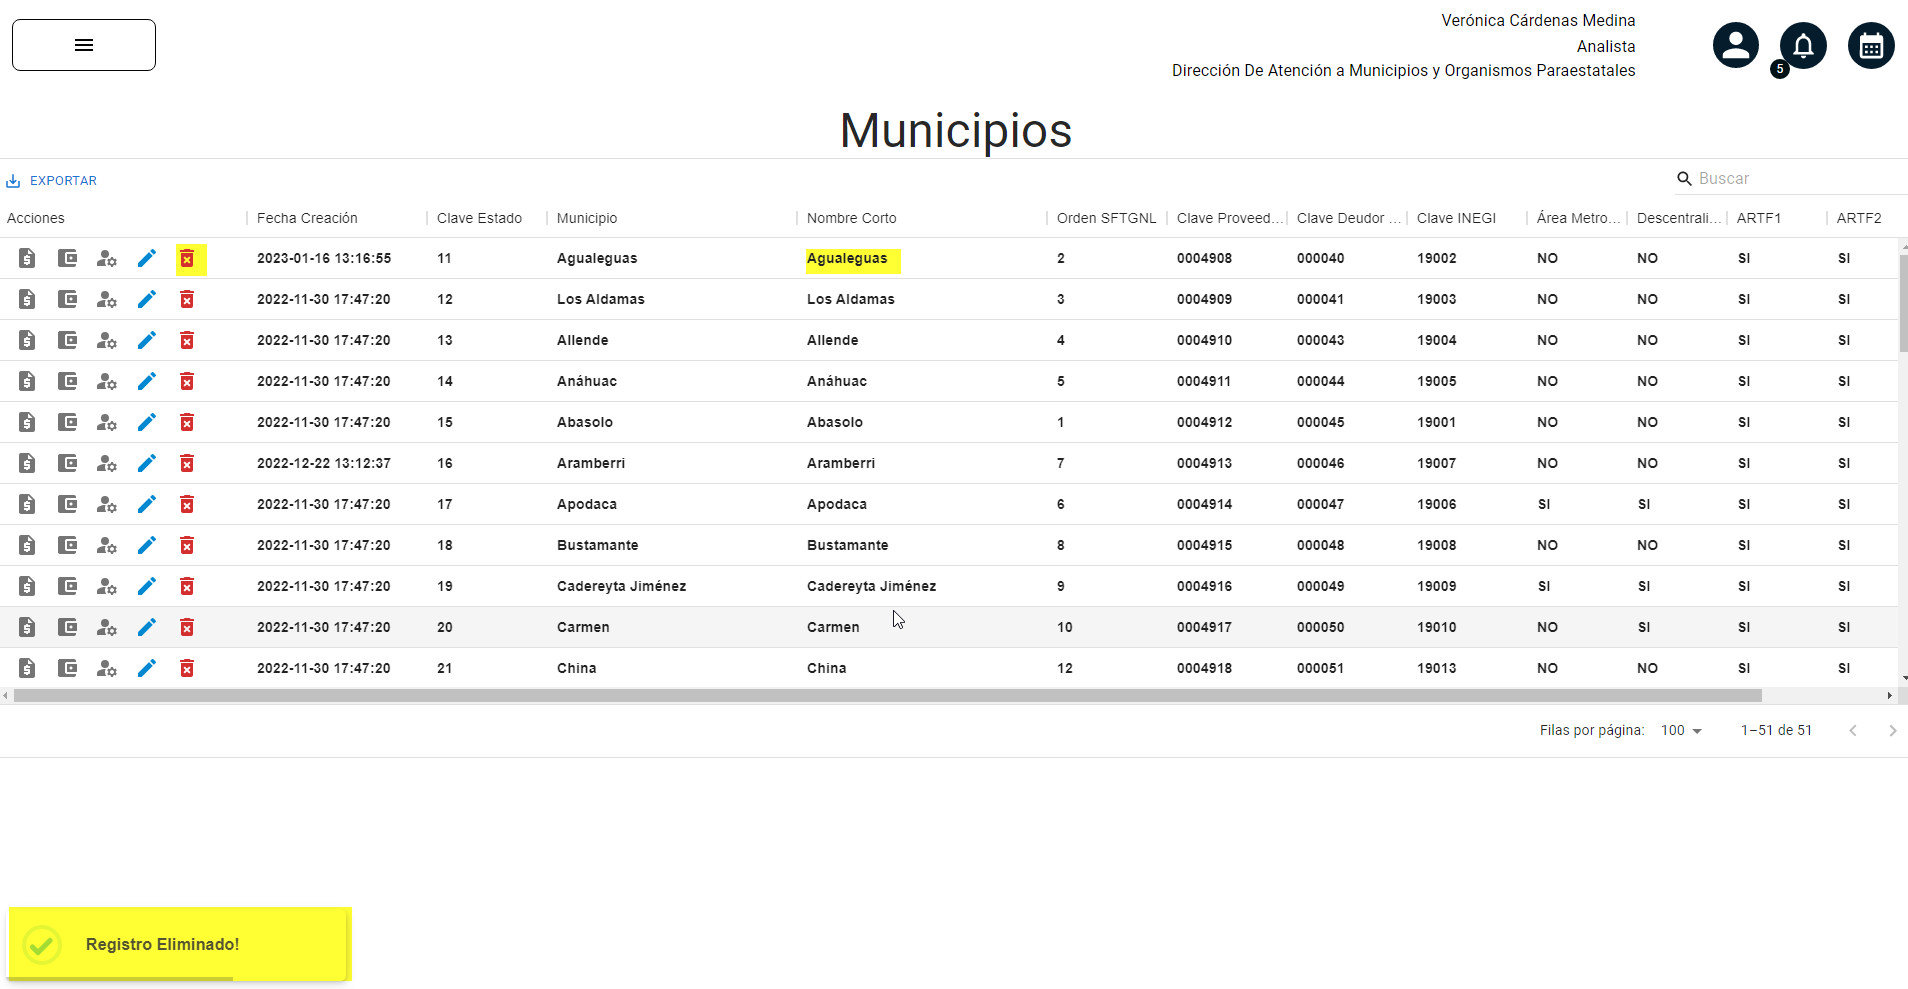 Verónica Cárdenas Medina
Analista
Dirección De Atención a Municipios y Organismos Paraestatales
5
Municipios
EXPORTAR
Buscar
Acciones Fecha Creación Clave Estado Municipio Nombre Corto Orden SFTGNL Clave Proveed... Clave Deudor ... Clave INEGI Área Metro... Descentrali... ARTF1 ARTF2
2023-01-16 13:16:55 11 Agualeguas Agualeguas 2 0004908 000040 19002 NO NO SI SI
2022-11-30 17:47:20 12 Los Aldamas Los Aldamas 3 0004909 000041 19003 NO NO SI SI
2022-11-30 17:47:20 13 Allende Allende 4 0004910 000043 19004 NO NO SI SI
2022-11-30 17:47:20 14 Anáhuac Anáhuac 5 0004911 000044 19005 NO NO SI SI
2022-11-30 17:47:20 15 Abasolo Abasolo 1 0004912 000045 19001 NO NO SI SI
2022-12-22 13:12:37 16 Aramberri Aramberri 7 0004913 000046 19007 NO NO SI SI
2022-11-30 17:47:20 17 Apodaca Apodaca 6 0004914 000047 19006 SI SI SI SI
2022-11-30 17:47:20 18 Bustamante Bustamante 8 0004915 000048 19008 NO NO SI SI
2022-11-30 17:47:20 19 Cadereyta Jiménez Cadereyta Jiménez 9 0004916 000049 19009 SI SI SI SI
2022-11-30 17:47:20 20 Carmen Carmen 10 0004917 000050 19010 NO SI SI SI
2022-11-30 17:47:20 21 China China 12 0004918 000051 19013 NO NO SI SI
Filas por página: 100 1–51 de 51
Registro Eliminado!